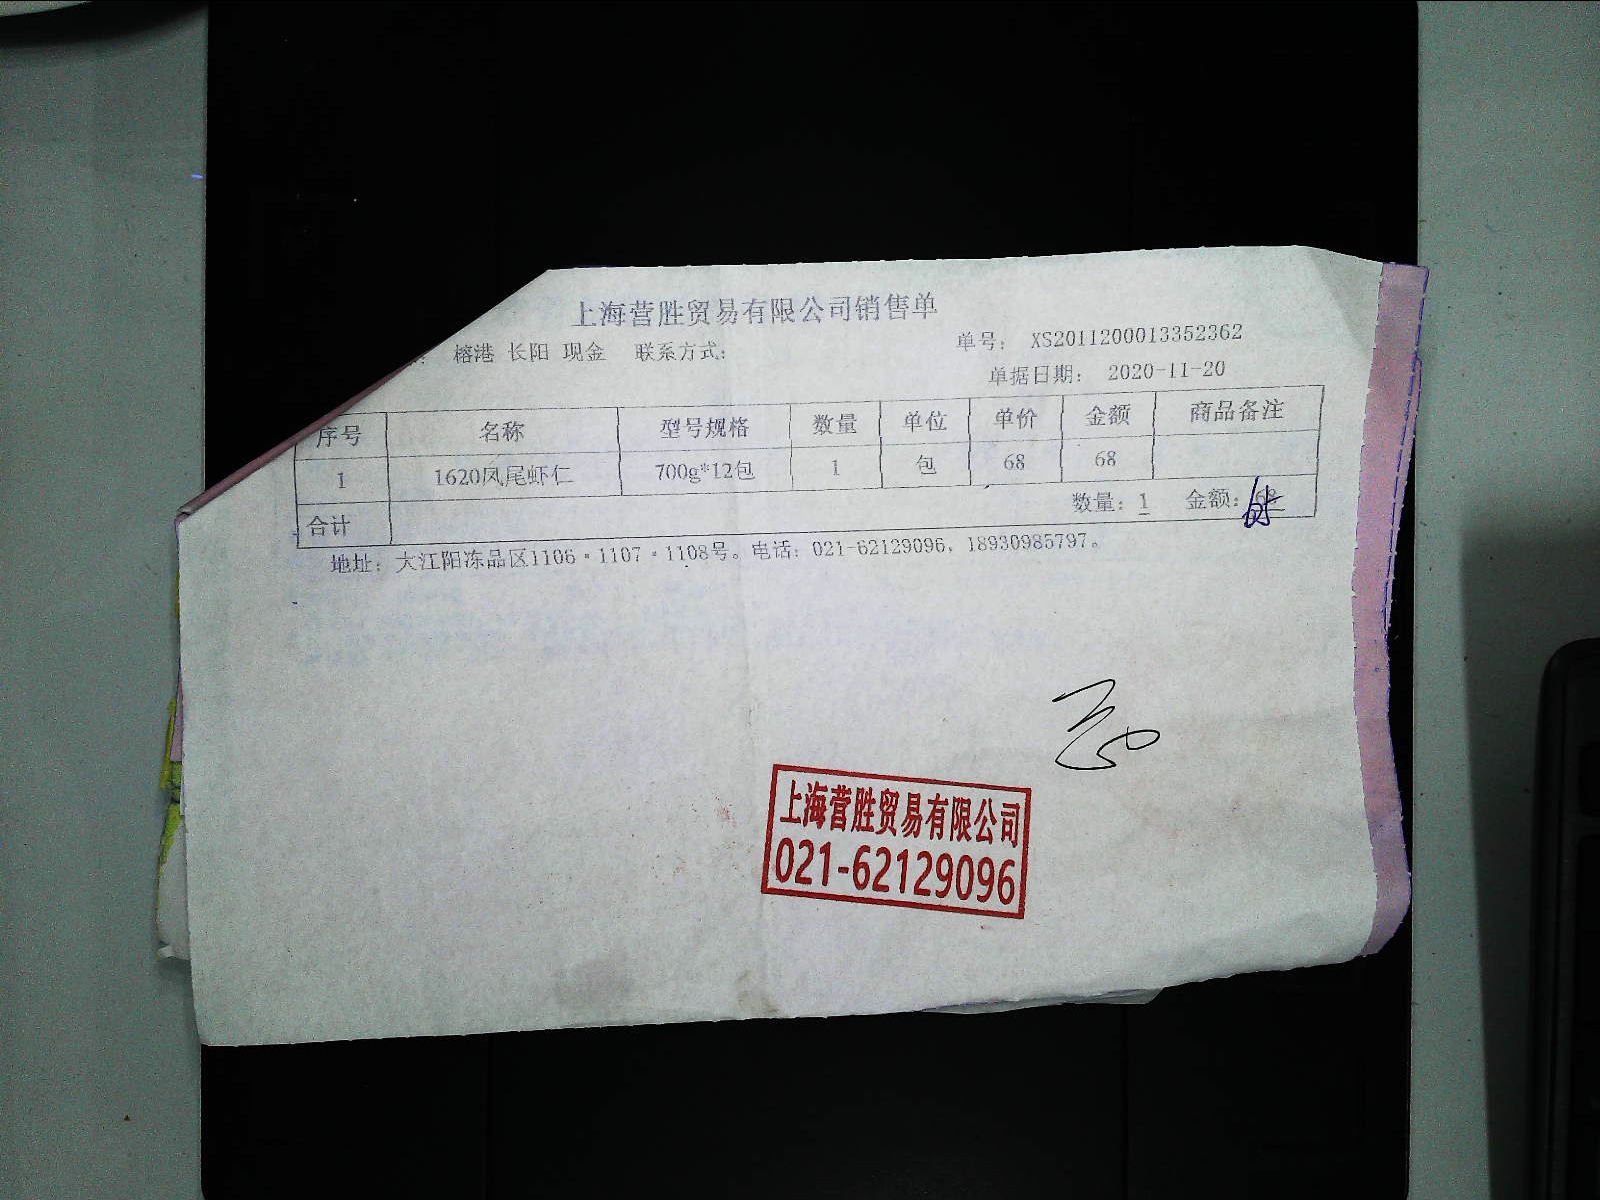 上海营胜贸易有限公司销售单
单号： XS2011200013352362
： 榕港 长阳 现金 联系方式：
单据日期： 2020-11-20
序号 名称 型号规格 数量 单位 单价 金额 商品备注
1 1620凤尾虾仁 700g*12包 1 包 68 68
合计 数量：1 金额：68
地址：大江阳冻品区1106·1107·1108号。电话：021-62129096，18930985797。
上海营胜贸易有限公司
021-62129096